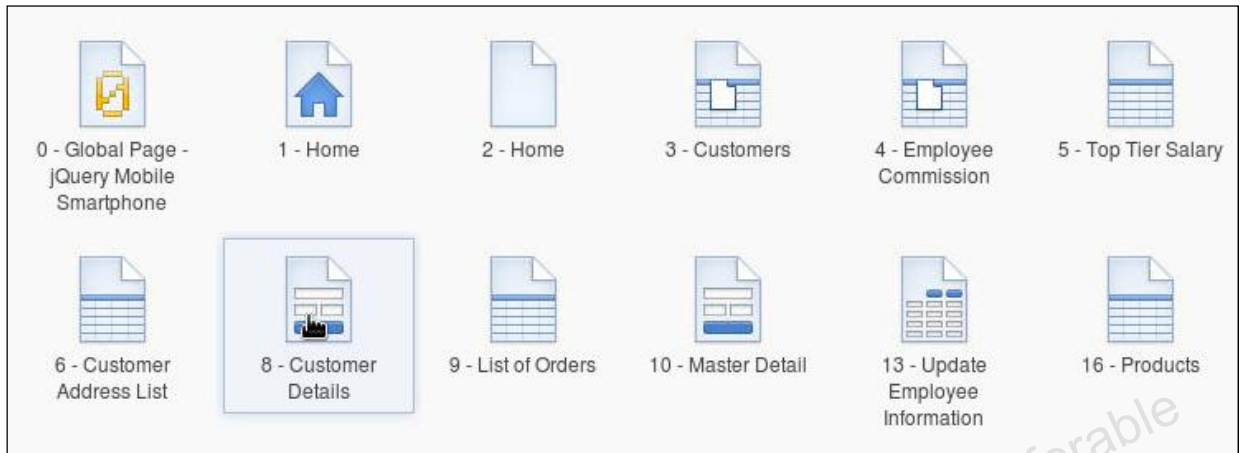 0 - Global Page -
jQuery Mobile
Smartphone
1 - Home
2 - Home
3 - Customers
4 - Employee
Commission
5 - Top Tier Salary
6 - Customer
Address List
8 - Customer
Details
9 - List of Orders
10 - Master Detail
13 - Update
Employee
Information
16 - Products